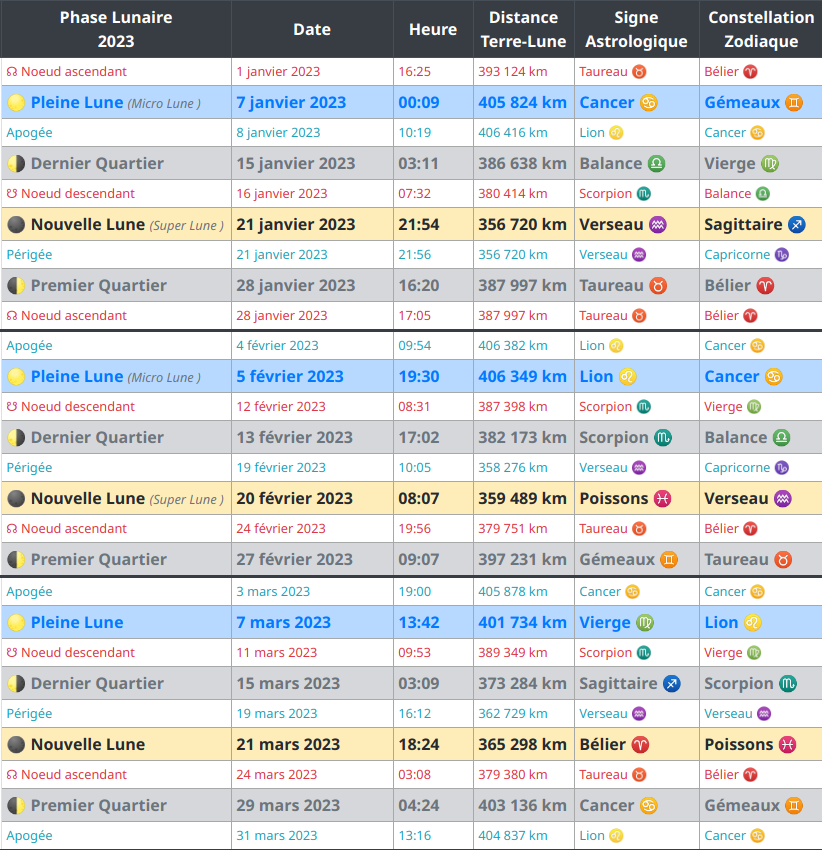 Phase Lunaire 2023 | Date | Heure | Distance Terre-Lune | Signe Astrologique | Constellation Zodiaque
☊ Noeud ascendant | 1 janvier 2023 | 16:25 | 393 124 km | Taureau ♉ | Bélier ♈
Pleine Lune (Micro Lune ) | 7 janvier 2023 | 00:09 | 405 824 km | Cancer ♋ | Gémeaux ♊
Apogée | 8 janvier 2023 | 10:19 | 406 416 km | Lion ♌ | Cancer ♋
Dernier Quartier | 15 janvier 2023 | 03:11 | 386 638 km | Balance ♎ | Vierge ♍
☋ Noeud descendant | 16 janvier 2023 | 07:32 | 380 414 km | Scorpion ♏ | Balance ♎
Nouvelle Lune (Super Lune ) | 21 janvier 2023 | 21:54 | 356 720 km | Verseau ♒ | Sagittaire ♐
Périgée | 21 janvier 2023 | 21:56 | 356 720 km | Verseau ♒ | Capricorne ♑
Premier Quartier | 28 janvier 2023 | 16:20 | 387 997 km | Taureau ♉ | Bélier ♈
☊ Noeud ascendant | 28 janvier 2023 | 17:05 | 387 997 km | Taureau ♉ | Bélier ♈
Apogée | 4 février 2023 | 09:54 | 406 382 km | Lion ♌ | Cancer ♋
Pleine Lune (Micro Lune ) | 5 février 2023 | 19:30 | 406 349 km | Lion ♌ | Cancer ♋
☋ Noeud descendant | 12 février 2023 | 08:31 | 387 398 km | Scorpion ♏ | Vierge ♍
Dernier Quartier | 13 février 2023 | 17:02 | 382 173 km | Scorpion ♏ | Balance ♎
Périgée | 19 février 2023 | 10:05 | 358 276 km | Verseau ♒ | Capricorne ♑
Nouvelle Lune (Super Lune ) | 20 février 2023 | 08:07 | 359 489 km | Poissons ♓ | Verseau ♒
☊ Noeud ascendant | 24 février 2023 | 19:56 | 379 751 km | Taureau ♉ | Bélier ♈
Premier Quartier | 27 février 2023 | 09:07 | 397 231 km | Gémeaux ♊ | Taureau ♉
Apogée | 3 mars 2023 | 19:00 | 405 878 km | Cancer ♋ | Cancer ♋
Pleine Lune | 7 mars 2023 | 13:42 | 401 734 km | Vierge ♍ | Lion ♌
☋ Noeud descendant | 11 mars 2023 | 09:53 | 389 349 km | Scorpion ♏ | Vierge ♍
Dernier Quartier | 15 mars 2023 | 03:09 | 373 284 km | Sagittaire ♐ | Scorpion ♏
Périgée | 19 mars 2023 | 16:12 | 362 729 km | Verseau ♒ | Verseau ♒
Nouvelle Lune | 21 mars 2023 | 18:24 | 365 298 km | Bélier ♈ | Poissons ♓
☊ Noeud ascendant | 24 mars 2023 | 03:08 | 379 380 km | Taureau ♉ | Bélier ♈
Premier Quartier | 29 mars 2023 | 04:24 | 403 136 km | Cancer ♋ | Gémeaux ♊
Apogée | 31 mars 2023 | 13:16 | 404 837 km | Lion ♌ | Cancer ♋